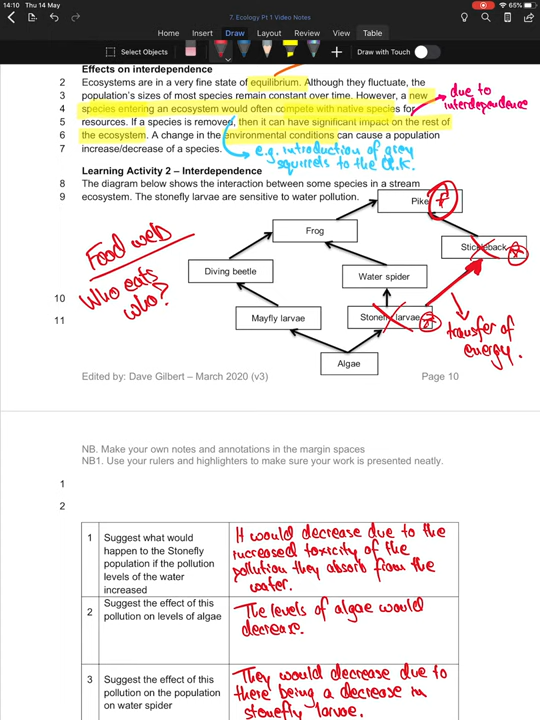 14:10 Thu 14 May
65%
7. Ecology Pt 1 Video Notes
Home Insert Draw Layout Review View Table
Select Objects
Draw with Touch
Effects on interdependence
2 Ecosystems are in a very fine state of equilibrium. Although they fluctuate, the
3 population's sizes of most species remain constant over time. However, a new
4 species entering an ecosystem would often compete with native species for
5 resources. If a species is removed, then it can have significant impact on the rest of
6 the ecosystem. A change in the environmental conditions can cause a population
7 increase/decrease of a species.
due to
interdependence
e.g. introduction of grey
squirrels to the U.K.
Learning Activity 2 – Interdependence
8 The diagram below shows the interaction between some species in a stream
9 ecosystem. The stonefly larvae are sensitive to water pollution.
Pike
Frog
Stickleback
Food web
Who eats
who?
Diving beetle
Water spider
10
11
Mayfly larvae
Stonefly larvae
transfer of
energy.
Algae
Edited by: Dave Gilbert – March 2020 (v3) Page 10
NB. Make your own notes and annotations in the margin spaces
NB1. Use your rulers and highlighters to make sure your work is presented neatly.
1
2
1 Suggest what would
happen to the Stonefly
population if the pollution
levels of the water
increased
It would decrease due to the
increased toxicity of the
pollution they absorb from the
water.
2 Suggest the effect of this
pollution on levels of algae
The levels of algae would
decrease.
3 Suggest the effect of this
pollution on the population
on water spider
They would decrease due to
there being a decrease in
stonefly larvae.